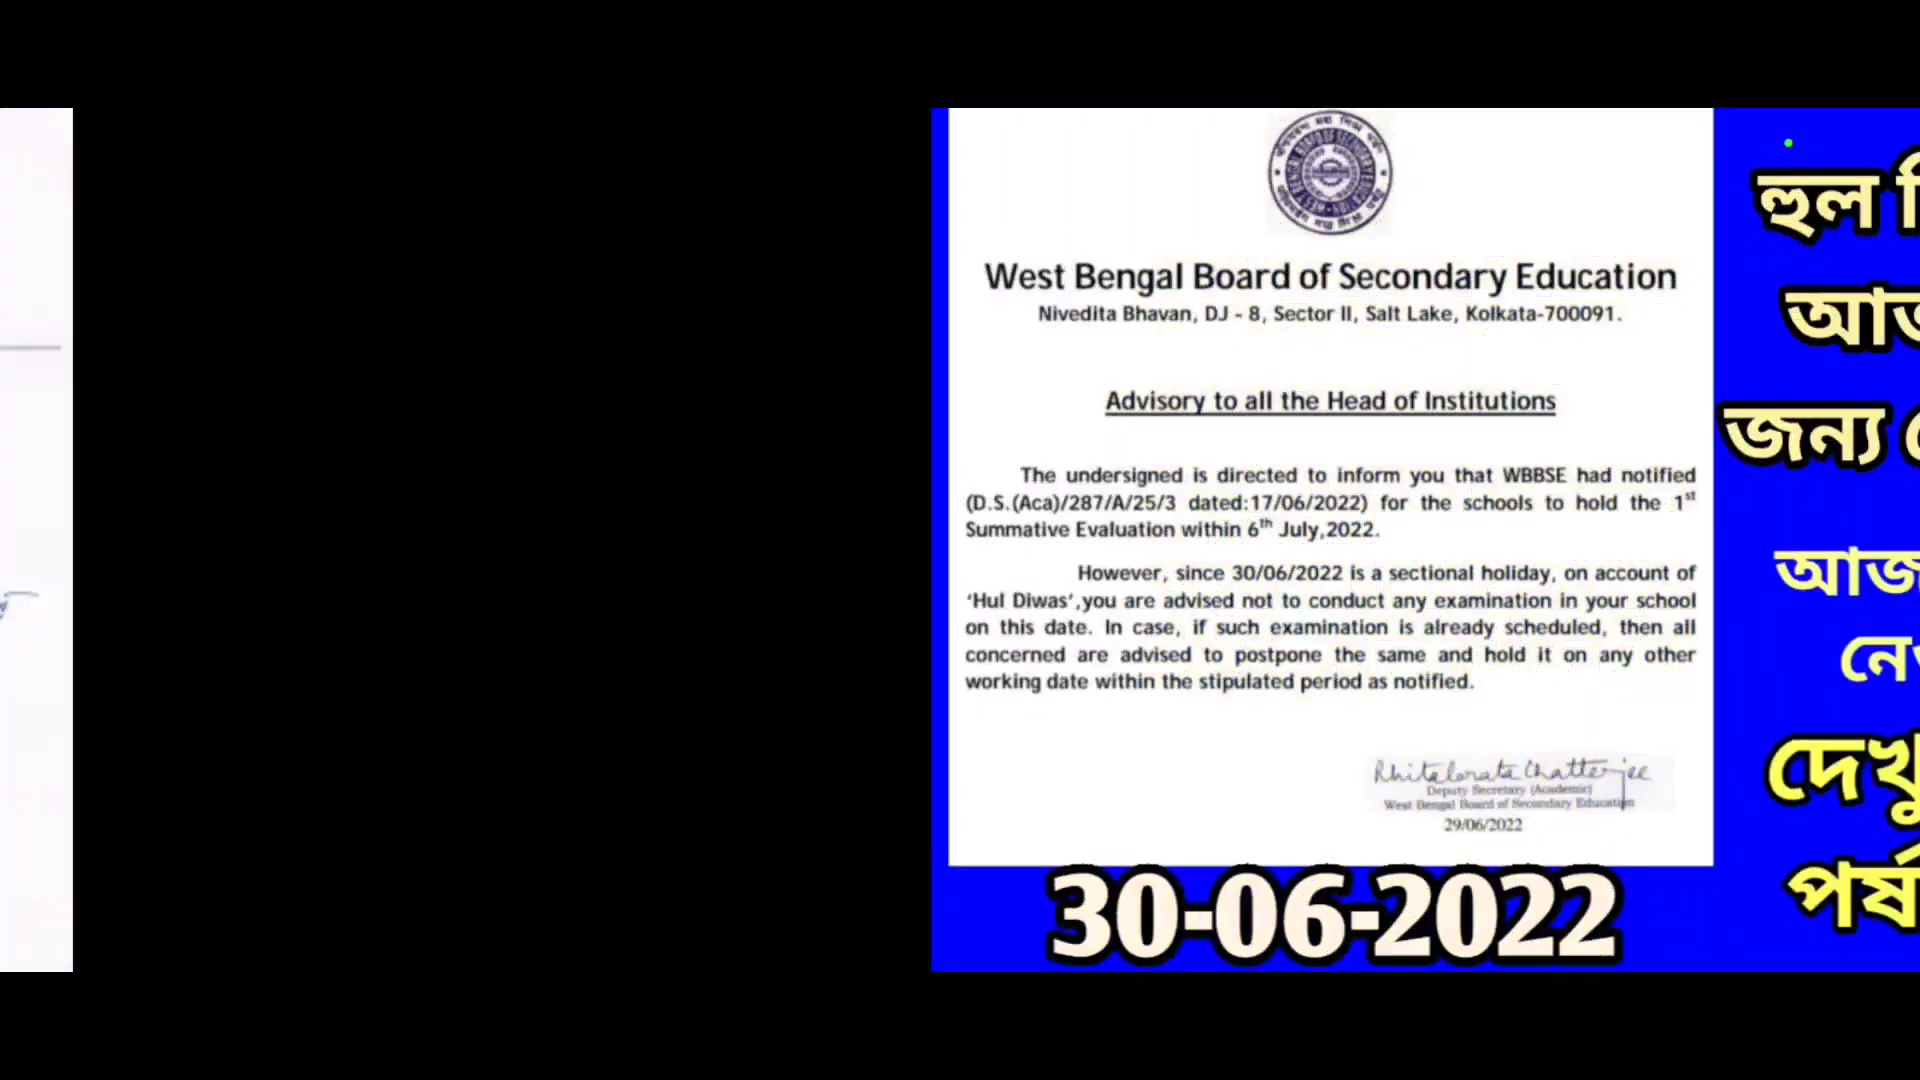 West Bengal Board of Secondary Education
Nivedita Bhavan, DJ - 8, Sector II, Salt Lake, Kolkata-700091.
Advisory to all the Head of Institutions
The undersigned is directed to inform you that WBBSE had notified
(D.S.(Aca)/287/A/25/3 dated:17/06/2022) for the schools to hold the 1st
Summative Evaluation within 6th July,2022.
However, since 30/06/2022 is a sectional holiday, on account of
‘Hul Diwas’,you are advised not to conduct any examination in your school
on this date. In case, if such examination is already scheduled, then all
concerned are advised to postpone the same and hold it on any other
working date within the stipulated period as notified.
Deputy Secretary (Academic)
West Bengal Board of Secondary Education
29/06/2022
30-06-2022
হুল
জন্য